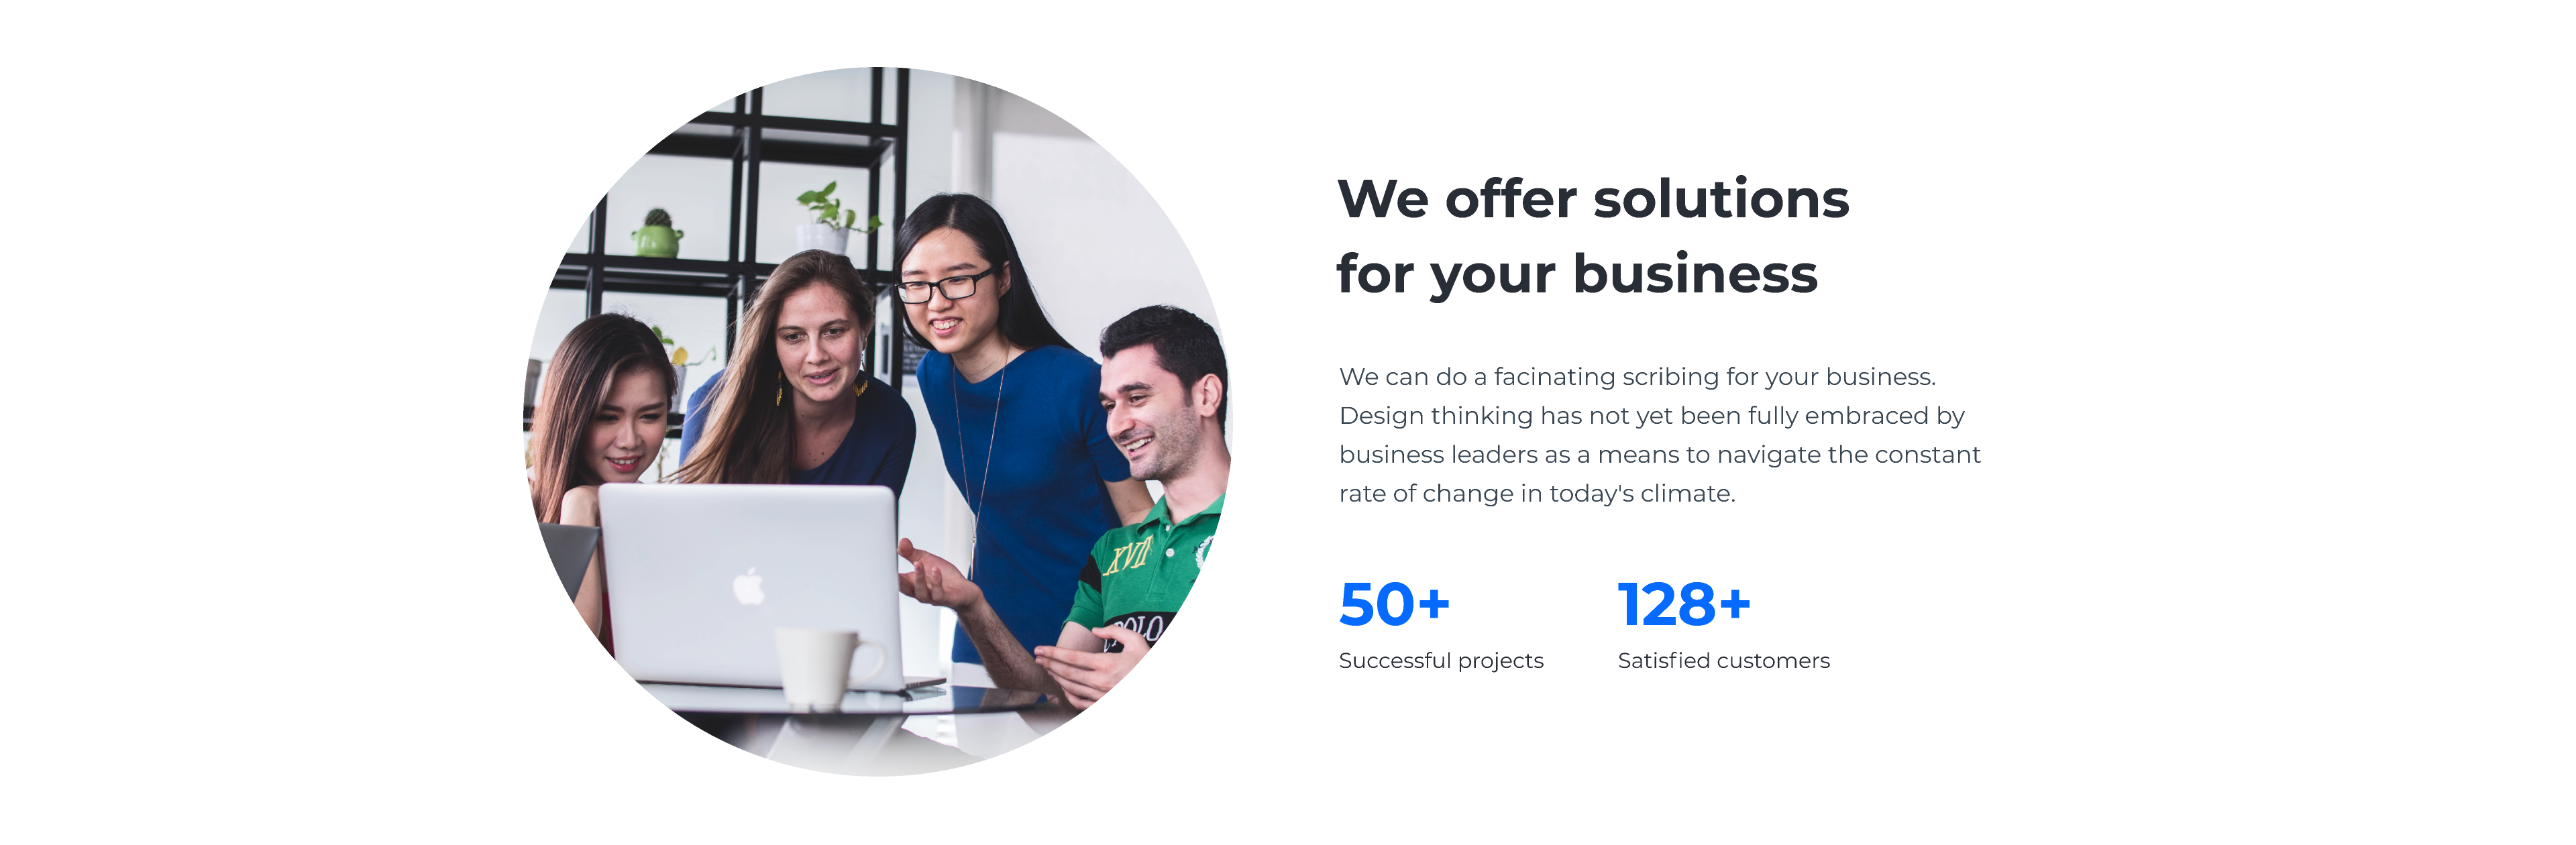 We offer solutions
for your business
We can do a facinating scribing for your business.
Design thinking has not yet been fully embraced by
business leaders as a means to navigate the constant
rate of change in today's climate.
50+
128+
Successful projects
Satisfied customers
XVII
POLO